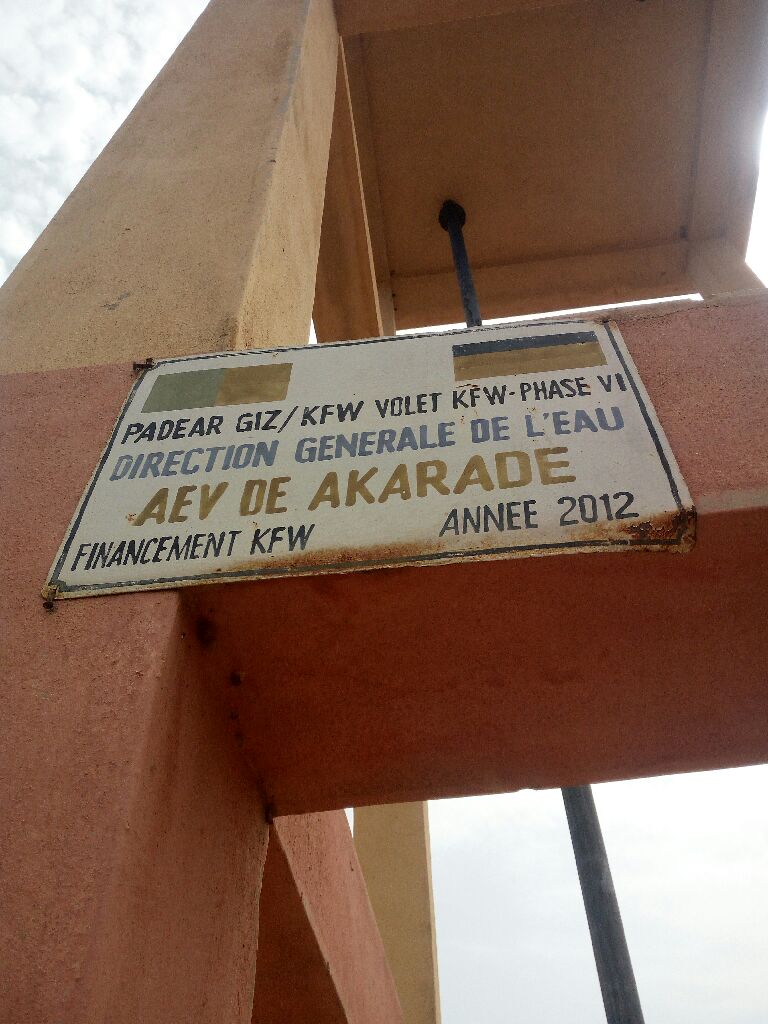 PADEAR GIZ/KFW VOLET KFW-PHASE VI
DIRECTION GENERALE DE L'EAU
AEV DE AKARADE
FINANCEMENT KFW ANNEE 2012